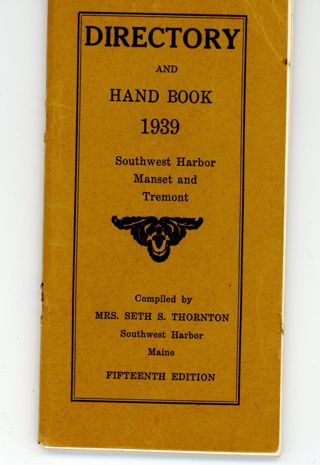 DIRECTORY
AND
HAND BOOK
1939
Southwest Harbor
Manset and
Tremont
Compiled by
MRS. SETH S. THORNTON
Southwest Harbor
Maine
FIFTEENTH EDITION